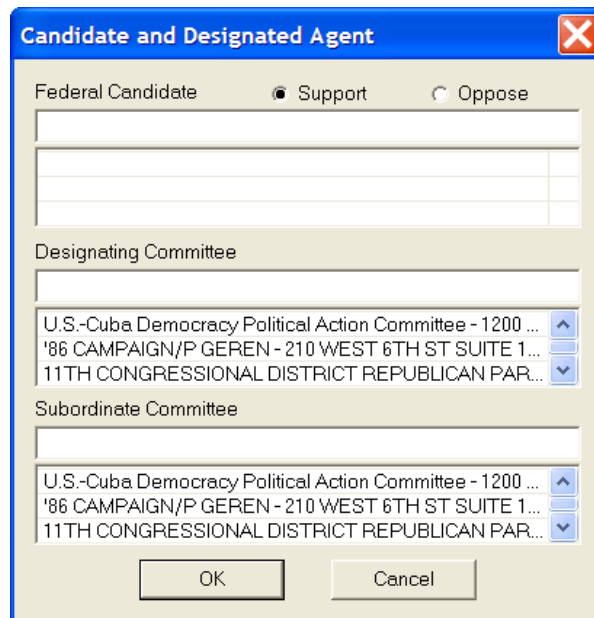 Candidate and Designated Agent
Federal Candidate Support Oppose
Designating Committee
U.S.-Cuba Democracy Political Action Committee - 1200 ...
'86 CAMPAIGN/P GEREN - 210 WEST 6TH ST SUITE 1...
11TH CONGRESSIONAL DISTRICT REPUBLICAN PAR...
Subordinate Committee
U.S.-Cuba Democracy Political Action Committee - 1200 ...
'86 CAMPAIGN/P GEREN - 210 WEST 6TH ST SUITE 1...
11TH CONGRESSIONAL DISTRICT REPUBLICAN PAR...
OK Cancel